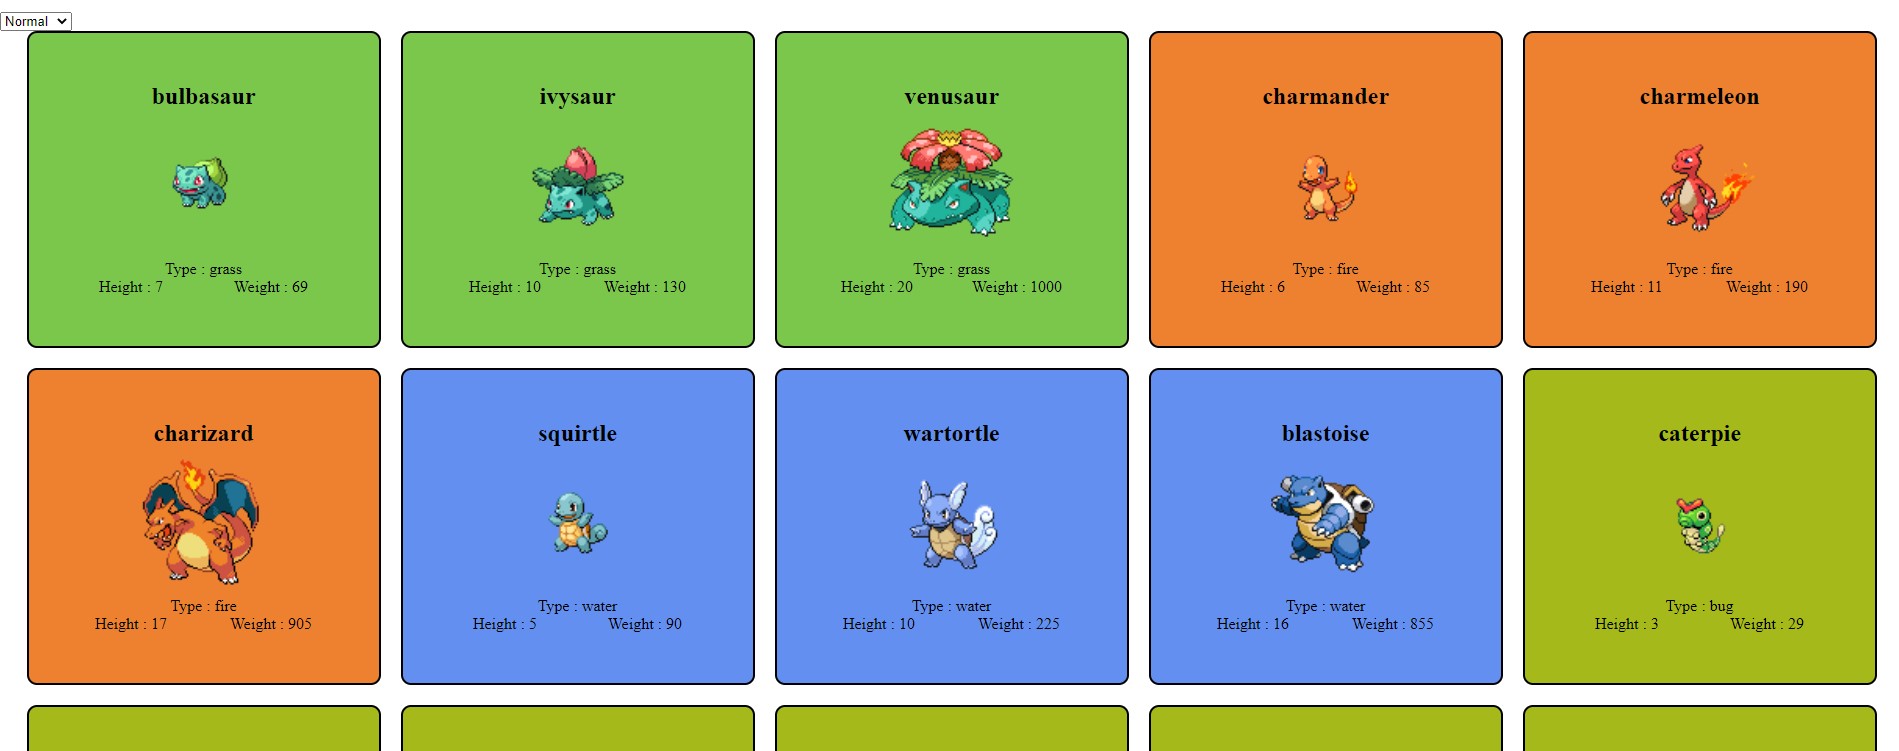 Normal
bulbasaur
ivysaur
venusaur
charmander
charmeleon
Type : grass
Height : 7 Weight : 69
Type : grass
Height : 10 Weight : 130
Type : grass
Height : 20 Weight : 1000
Type : fire
Height : 6 Weight : 85
Type : fire
Height : 11 Weight : 190
charizard
squirtle
wartortle
blastoise
caterpie
Type : fire
Height : 17 Weight : 905
Type : water
Height : 5 Weight : 90
Type : water
Height : 10 Weight : 225
Type : water
Height : 16 Weight : 855
Type : bug
Height : 3 Weight : 29